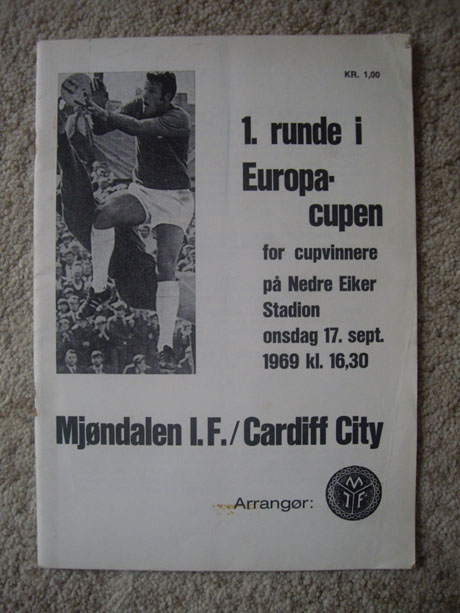 KR. 1,00
1. runde i
Europa-
cupen
for cupvinnere
på Nedre Eiker
Stadion
onsdag 17. sept.
1969 kl. 16,30
Mjøndalen I.F./Cardiff City
Arrangør:
MIF